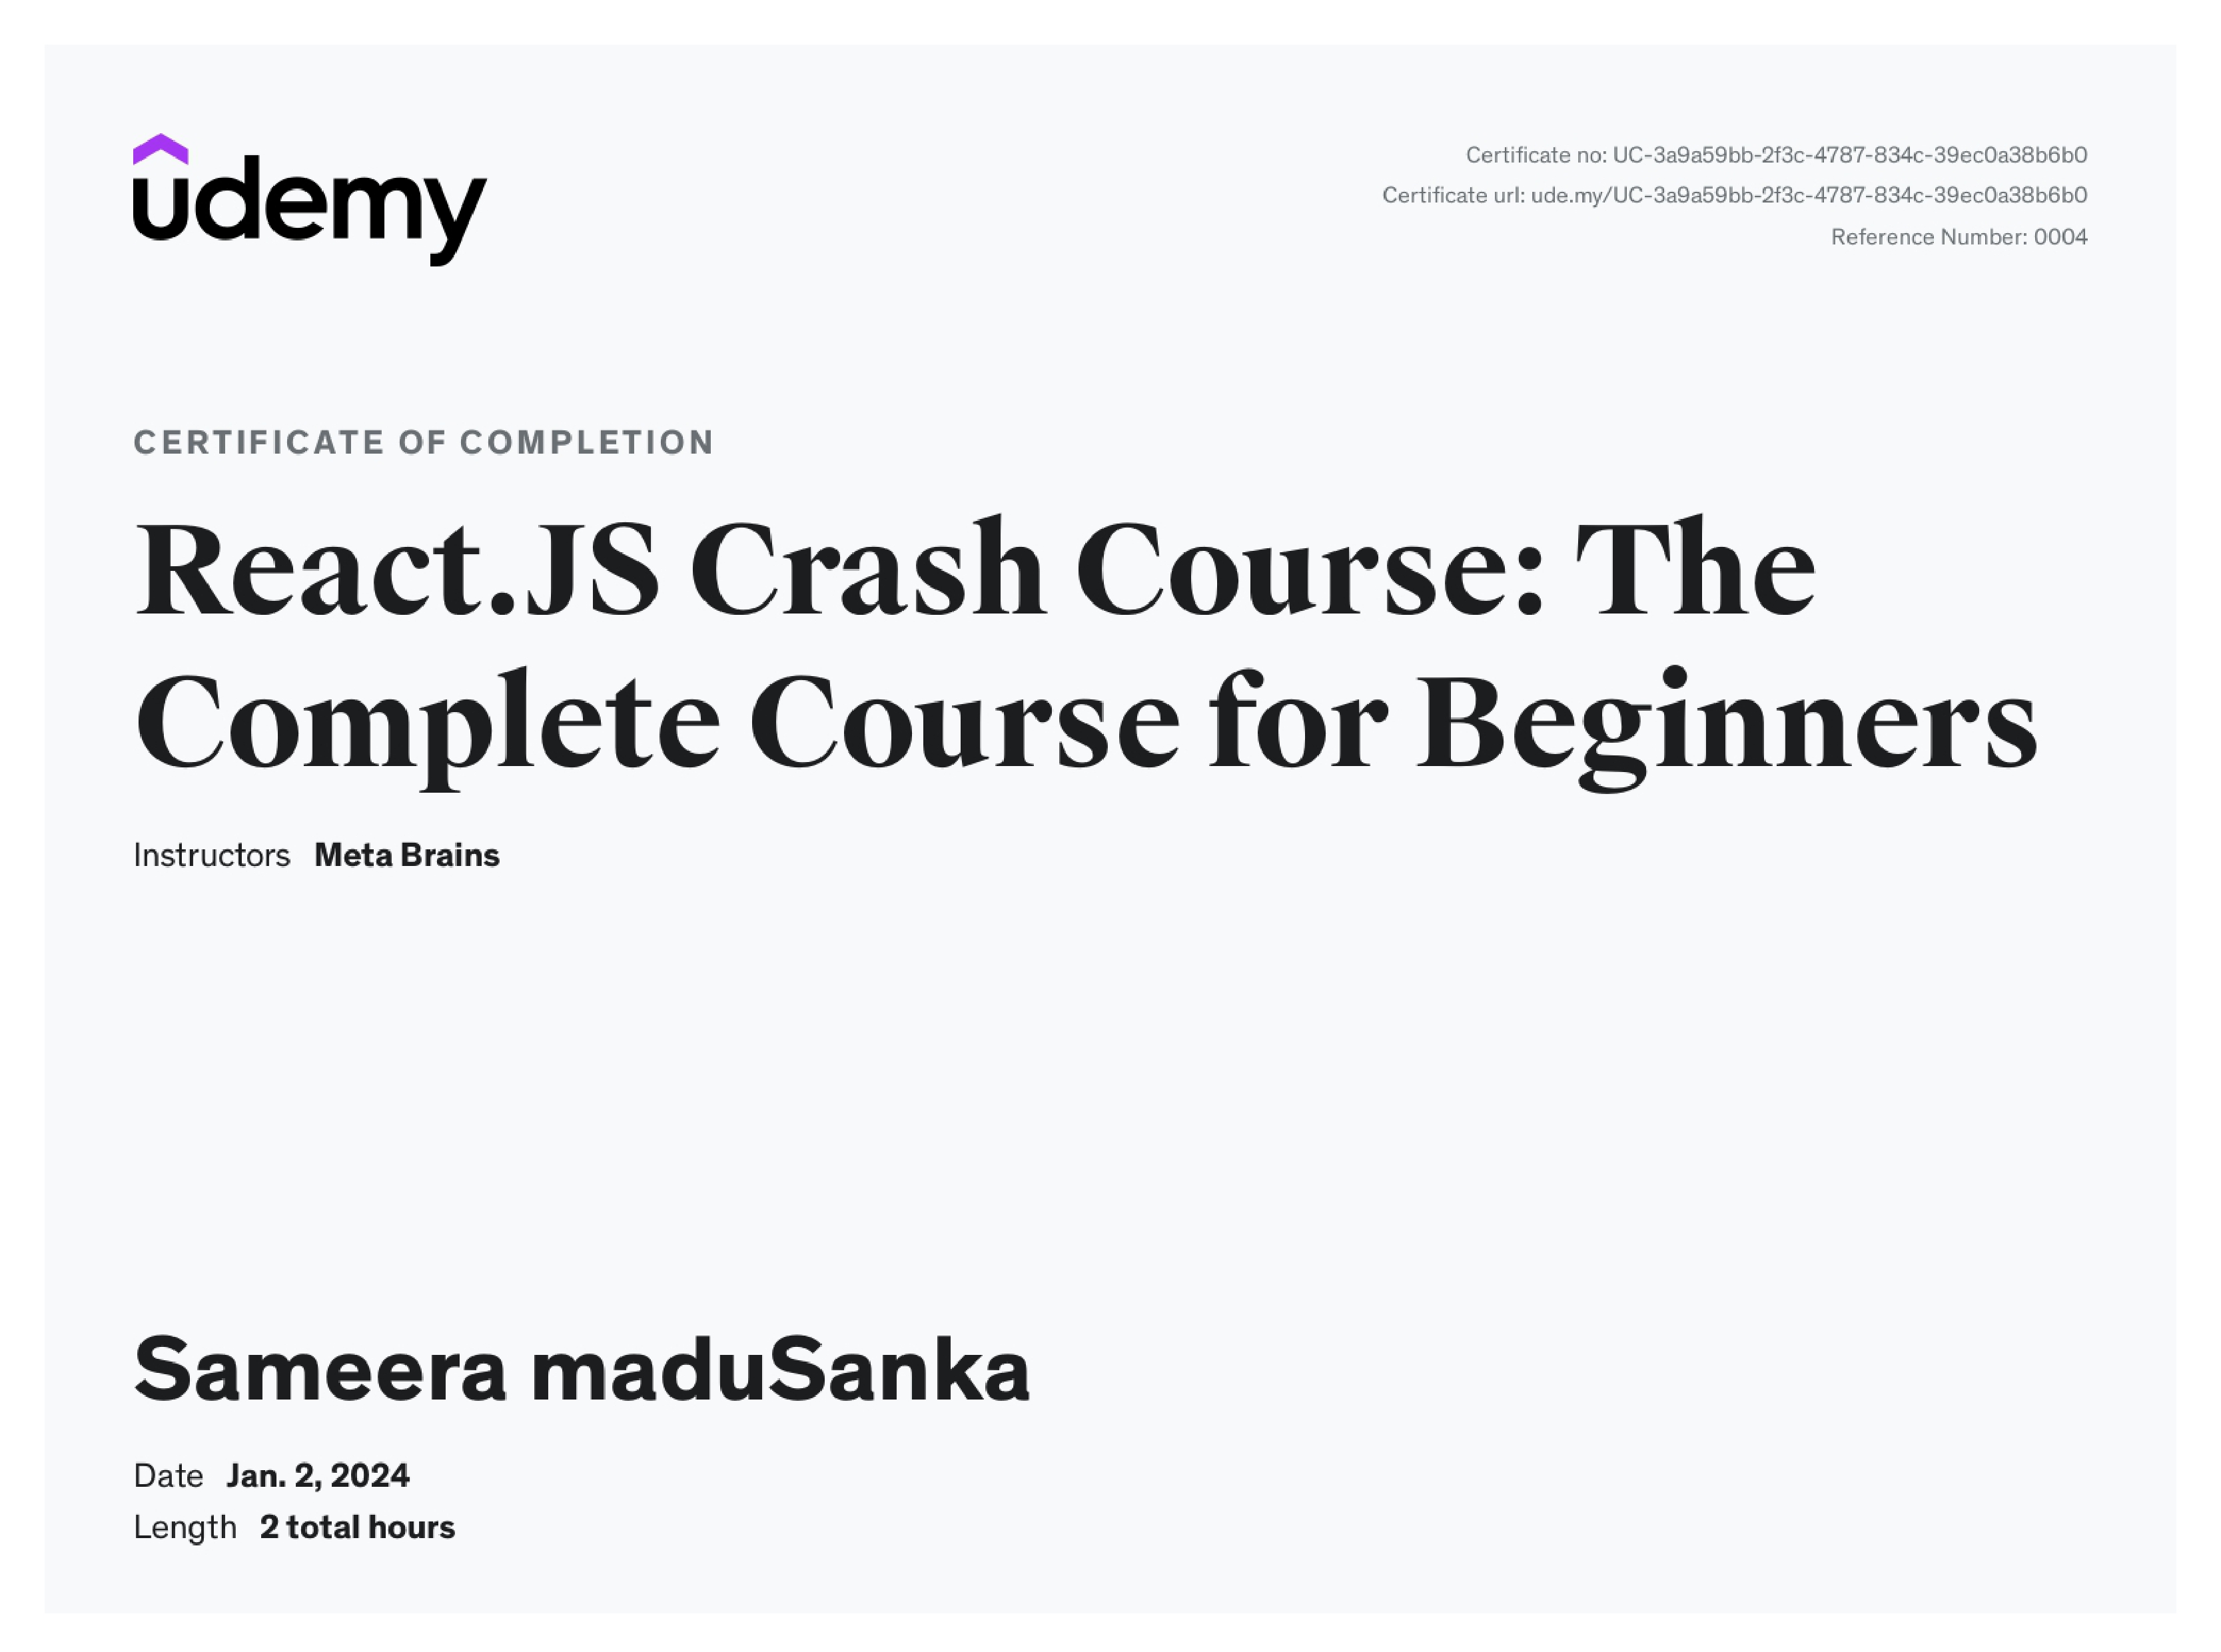 udemy
Certificate no: UC-3a9a59bb-2f3c-4787-834c-39ec0a38b6b0
Certificate url: ude.my/UC-3a9a59bb-2f3c-4787-834c-39ec0a38b6b0
Reference Number: 0004
CERTIFICATE OF COMPLETION
React.JS Crash Course: The
Complete Course for Beginners
Instructors Meta Brains
Sameera maduSanka
Date Jan. 2, 2024
Length 2 total hours